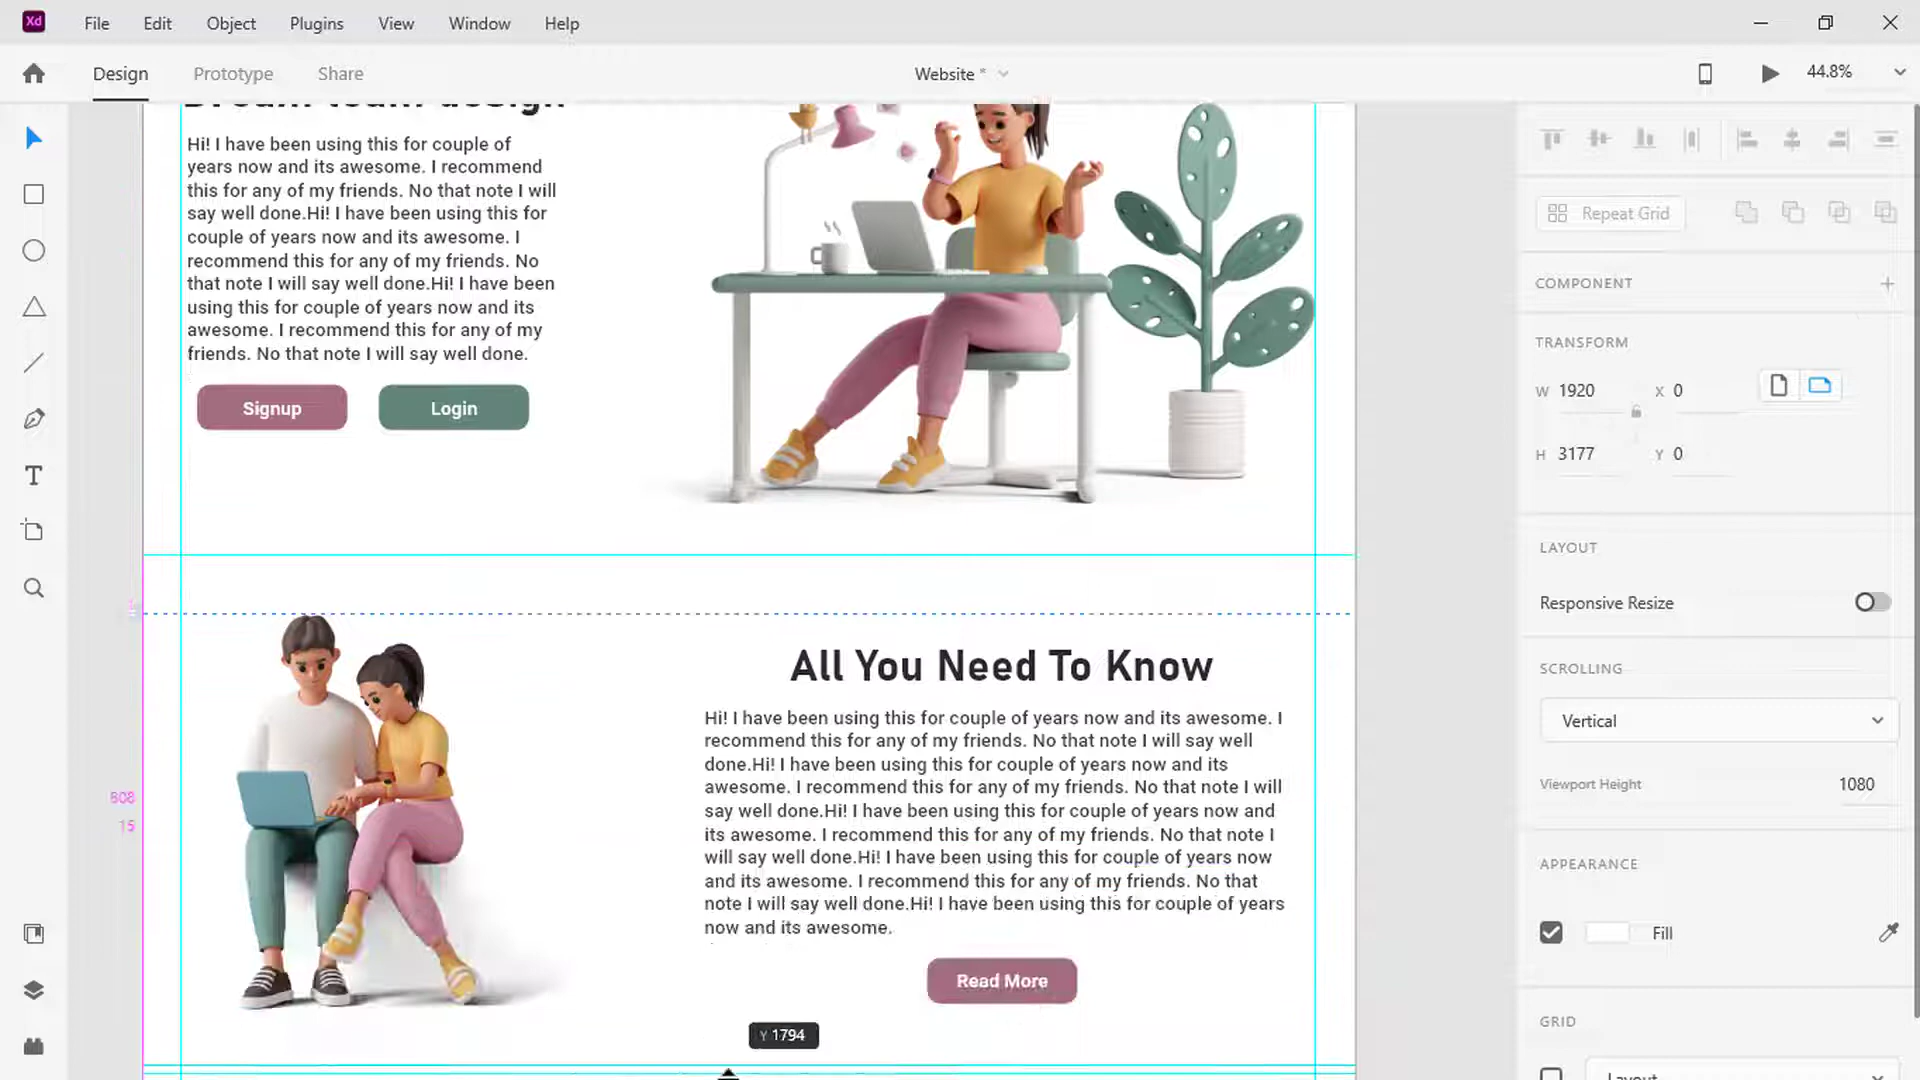 Xd File Edit Object Plugins View Window Help
Design Prototype Share Website * 44.8%
Dream team design
Hi! I have been using this for couple of
years now and its awesome. I recommend
this for any of my friends. No that note I will
say well done.Hi! I have been using this for
couple of years now and its awesome. I
recommend this for any of my friends. No
that note I will say well done.Hi! I have been
using this for couple of years now and its
awesome. I recommend this for any of my
friends. No that note I will say well done.
Signup Login
All You Need To Know
Hi! I have been using this for couple of years now and its awesome. I
recommend this for any of my friends. No that note I will say well
done.Hi! I have been using this for couple of years now and its
awesome. I recommend this for any of my friends. No that note I will
say well done.Hi! I have been using this for couple of years now and
its awesome. I recommend this for any of my friends. No that note I
will say well done.Hi! I have been using this for couple of years now
and its awesome. I recommend this for any of my friends. No that
note I will say well done.Hi! I have been using this for couple of years
now and its awesome.
Read More
808
15
Y 1794
Repeat Grid
COMPONENT
TRANSFORM
W 1920 X 0
H 3177 Y 0
LAYOUT
Responsive Resize
SCROLLING
Vertical
Viewport Height 1080
APPEARANCE
Fill
GRID
Layout